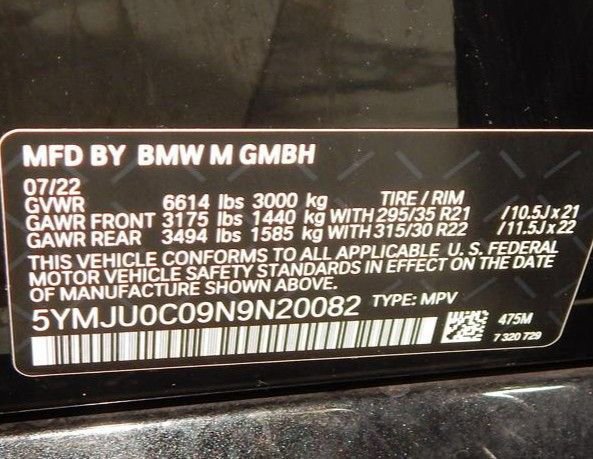 MFD BY BMW M GMBH
07/22
GVWR 6614 lbs 3000 kg TIRE / RIM
GAWR FRONT 3175 lbs 1440 kg WITH 295/35 R21 /10.5J x 21
GAWR REAR 3494 lbs 1585 kg WITH 315/30 R22 /11.5J x 22
THIS VEHICLE CONFORMS TO ALL APPLICABLE U. S. FEDERAL
MOTOR VEHICLE SAFETY STANDARDS IN EFFECT ON THE DATE
OF MANUFACTURE SHOWN ABOVE.
5YMJU0C09N9N20082 TYPE: MPV
475M
7 320 729